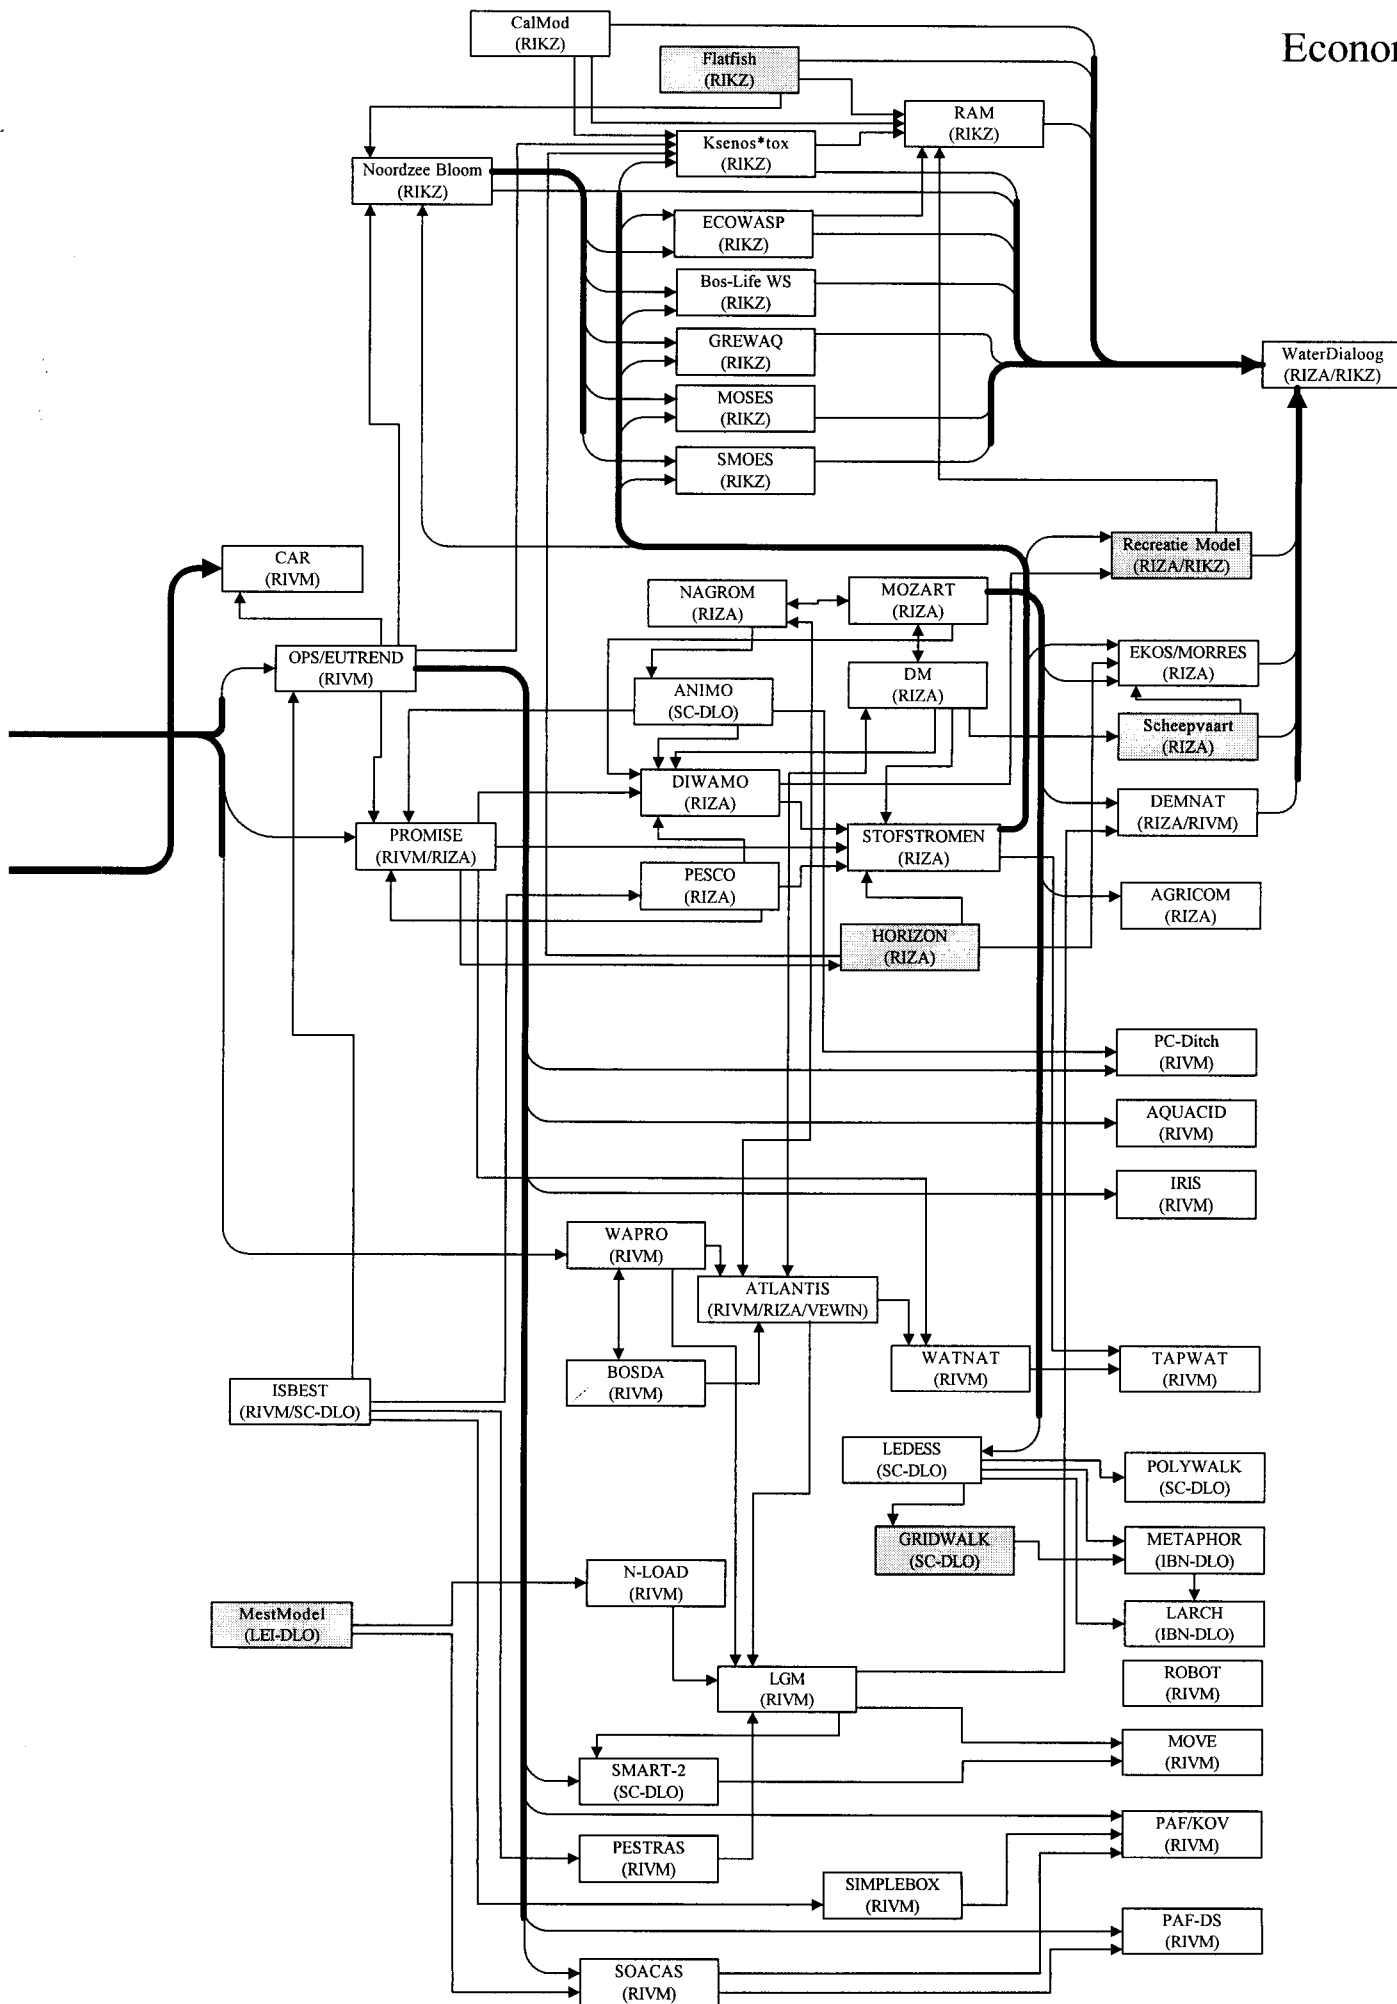 CalMod
(RIKZ)
Flatfish
(RIKZ)
RAM
(RIKZ)
Ksenos*tox
(RIKZ)
Noordzee Bloom
(RIKZ)
ECOWASP
(RIKZ)
Bos-Life WS
(RIKZ)
GREWAQ
(RIKZ)
WaterDialoog
(RIZA/RIKZ)
MOSES
(RIKZ)
SMOES
(RIKZ)
Recreatie Model
(RIZA/RIKZ)
CAR
(RIVM)
NAGROM
(RIZA)
MOZART
(RIZA)
OPS/EUTREND
(RIVM)
EKOS/MORRES
(RIZA)
DM
(RIZA)
ANIMO
(SC-DLO)
Scheepvaart
(RIZA)
DIWAMO
(RIZA)
DEMNAT
(RIZA/RIVM)
PROMISE
(RIVM/RIZA)
STOFSTROMEN
(RIZA)
PESCO
(RIZA)
AGRICOM
(RIZA)
HORIZON
(RIZA)
PC-Ditch
(RIVM)
AQUACID
(RIVM)
IRIS
(RIVM)
WAPRO
(RIVM)
ATLANTIS
(RIVM/RIZA/VEWIN)
WATNAT
(RIVM)
TAPWAT
(RIVM)
BOSDA
(RIVM)
ISBEST
(RIVM/SC-DLO)
LEDESS
(SC-DLO)
POLYWALK
(SC-DLO)
GRIDWALK
(SC-DLO)
METAPHOR
(IBN-DLO)
N-LOAD
(RIVM)
MestModel
(LEI-DLO)
LARCH
(IBN-DLO)
LGM
(RIVM)
ROBOT
(RIVM)
MOVE
(RIVM)
SMART-2
(SC-DLO)
PAF/KOV
(RIVM)
PESTRAS
(RIVM)
SIMPLEBOX
(RIVM)
PAF-DS
(RIVM)
SOACAS
(RIVM)